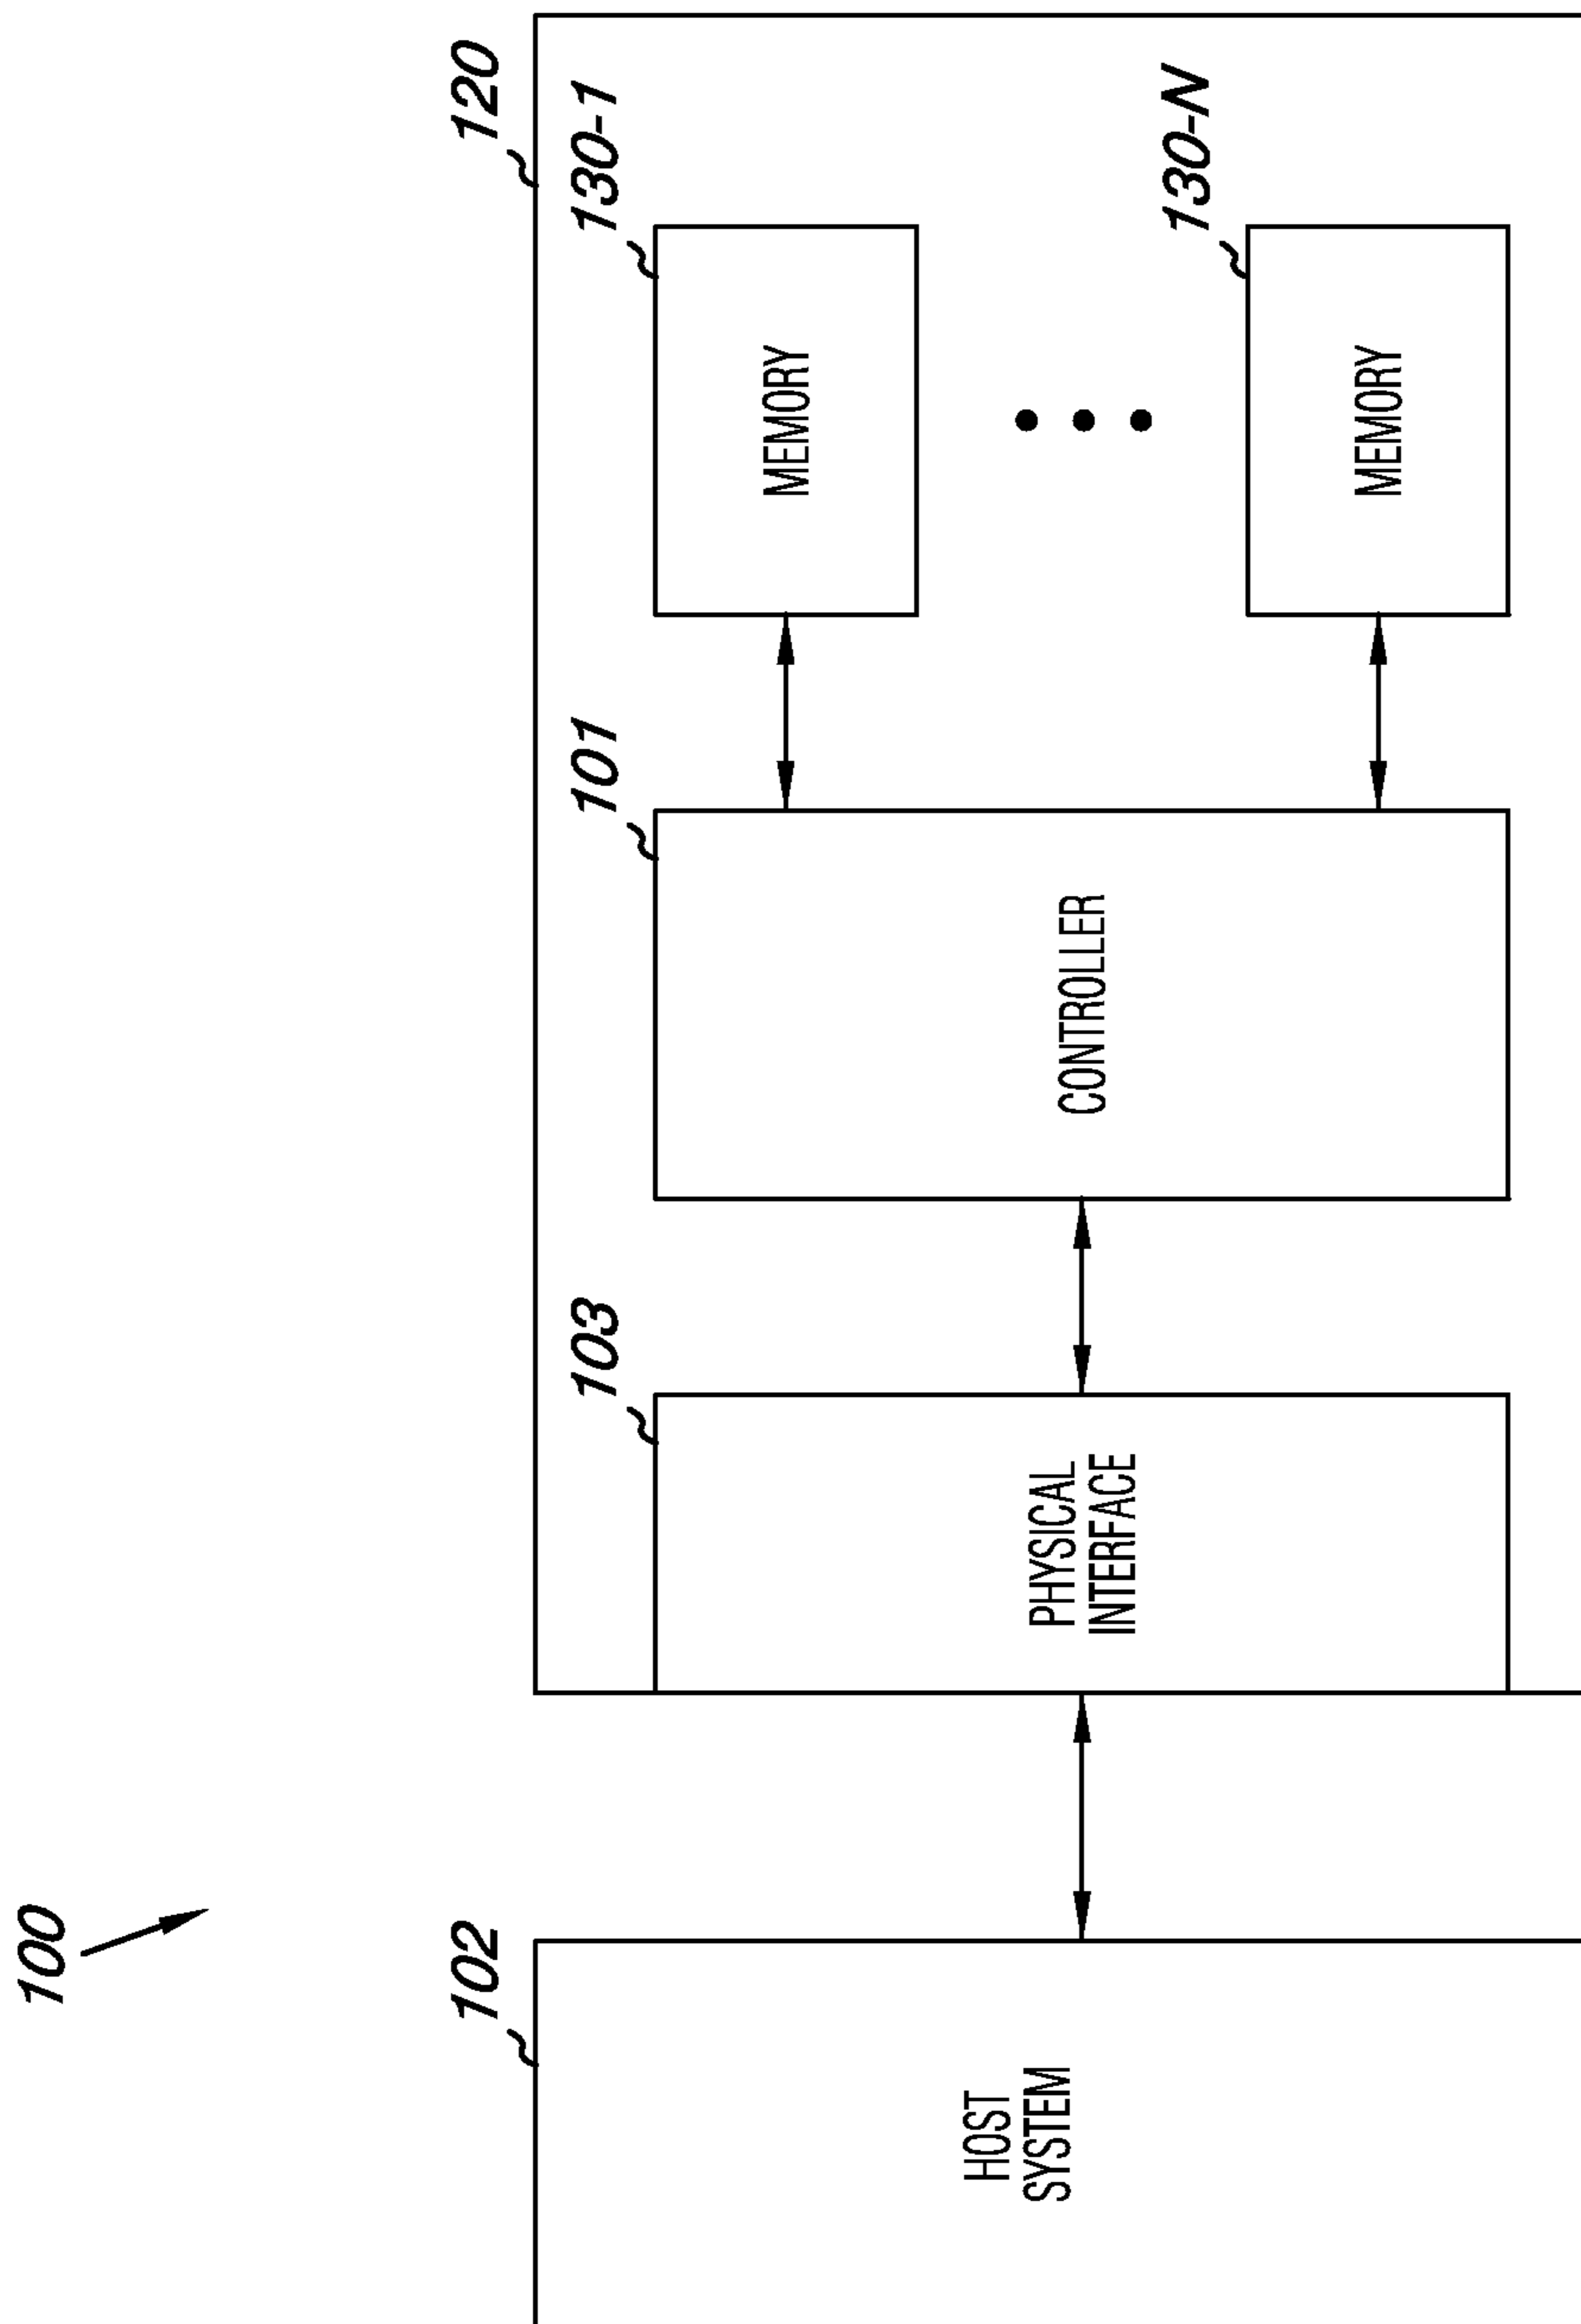 100
102
HOST
SYSTEM
120
103
PHYSICAL
INTERFACE
101
CONTROLLER
130-1
MEMORY
130-N
MEMORY